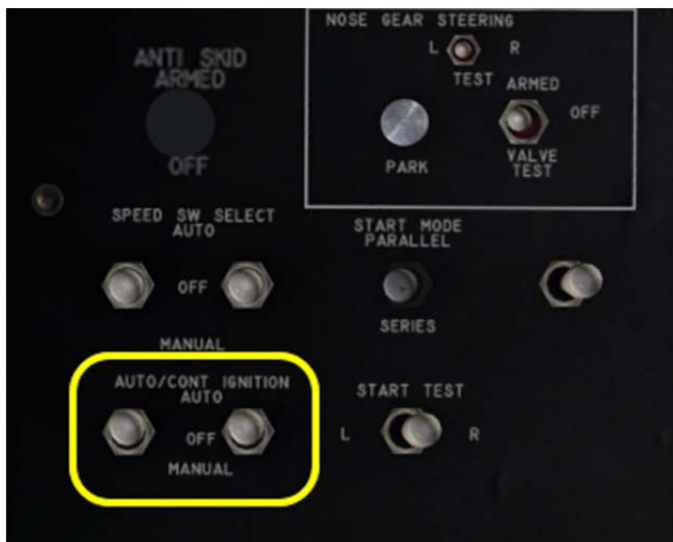 NOSE GEAR STEERING
L R
TEST ARMED
OFF
PARK
VALVE
TEST
ANTI SKID
ARMED
OFF
SPEED SW SELECT
AUTO
OFF
MANUAL
START MODE
PARALLEL
SERIES
AUTO/CONT IGNITION
AUTO
OFF
MANUAL
START TEST
L R